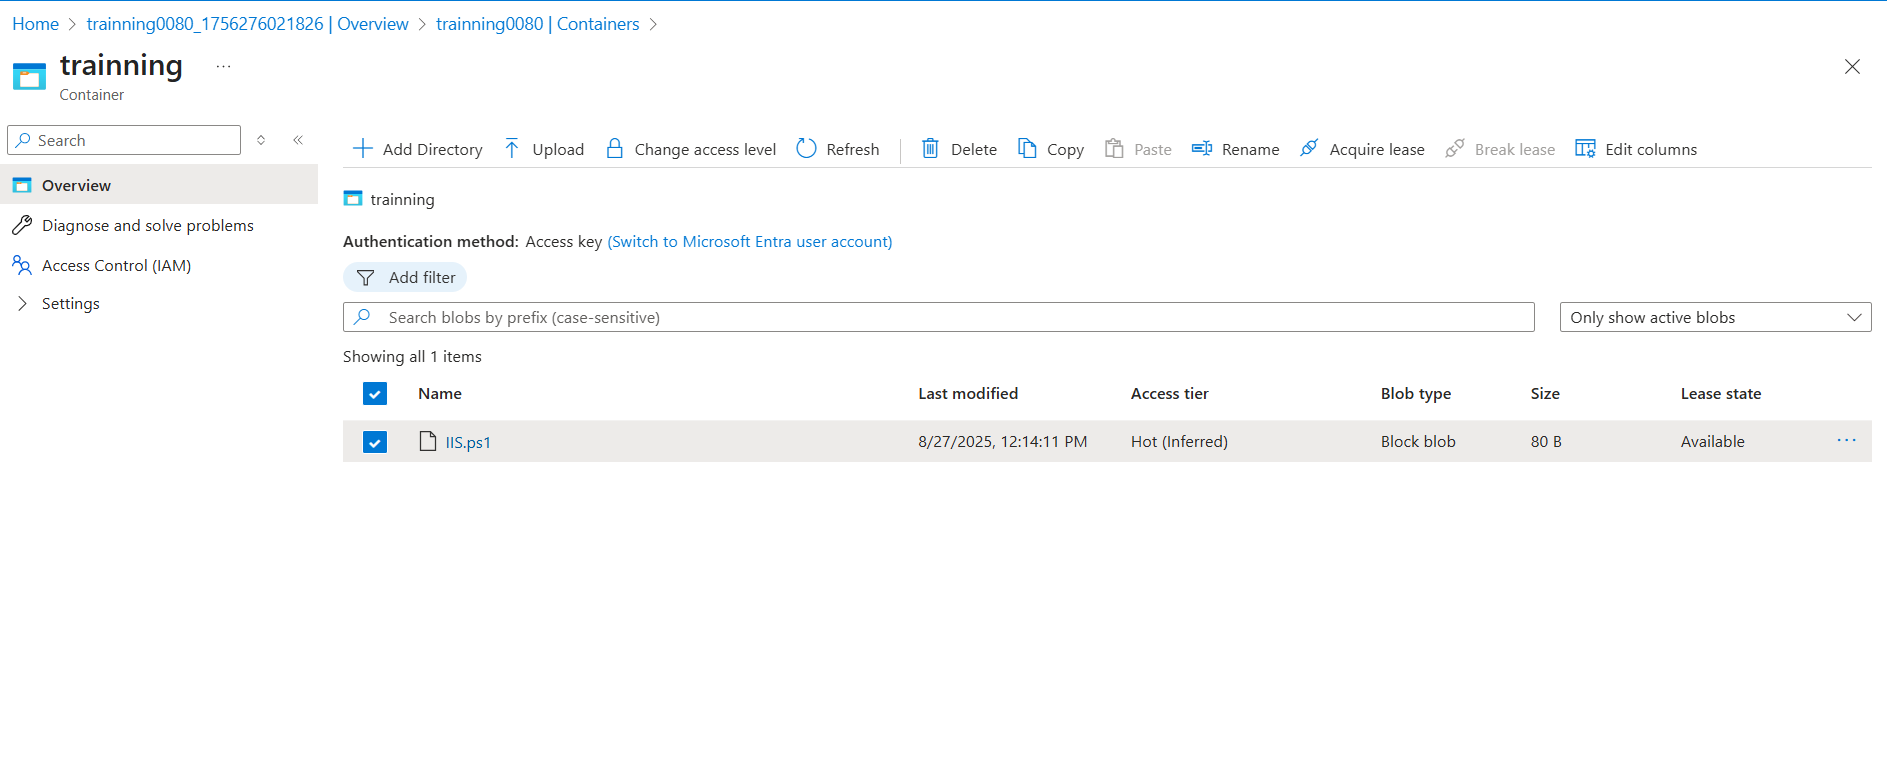 Home > trainning0080_1756276021826 | Overview > trainning0080 | Containers >
trainning ...
Container
Search
Overview
Diagnose and solve problems
Access Control (IAM)
Settings
Add Directory Upload Change access level Refresh Delete Copy Paste Rename Acquire lease Break lease Edit columns
trainning
Authentication method: Access key (Switch to Microsoft Entra user account)
Add filter
Search blobs by prefix (case-sensitive) Only show active blobs
Showing all 1 items
Name Last modified Access tier Blob type Size Lease state
IIS.ps1 8/27/2025, 12:14:11 PM Hot (Inferred) Block blob 80 B Available ...